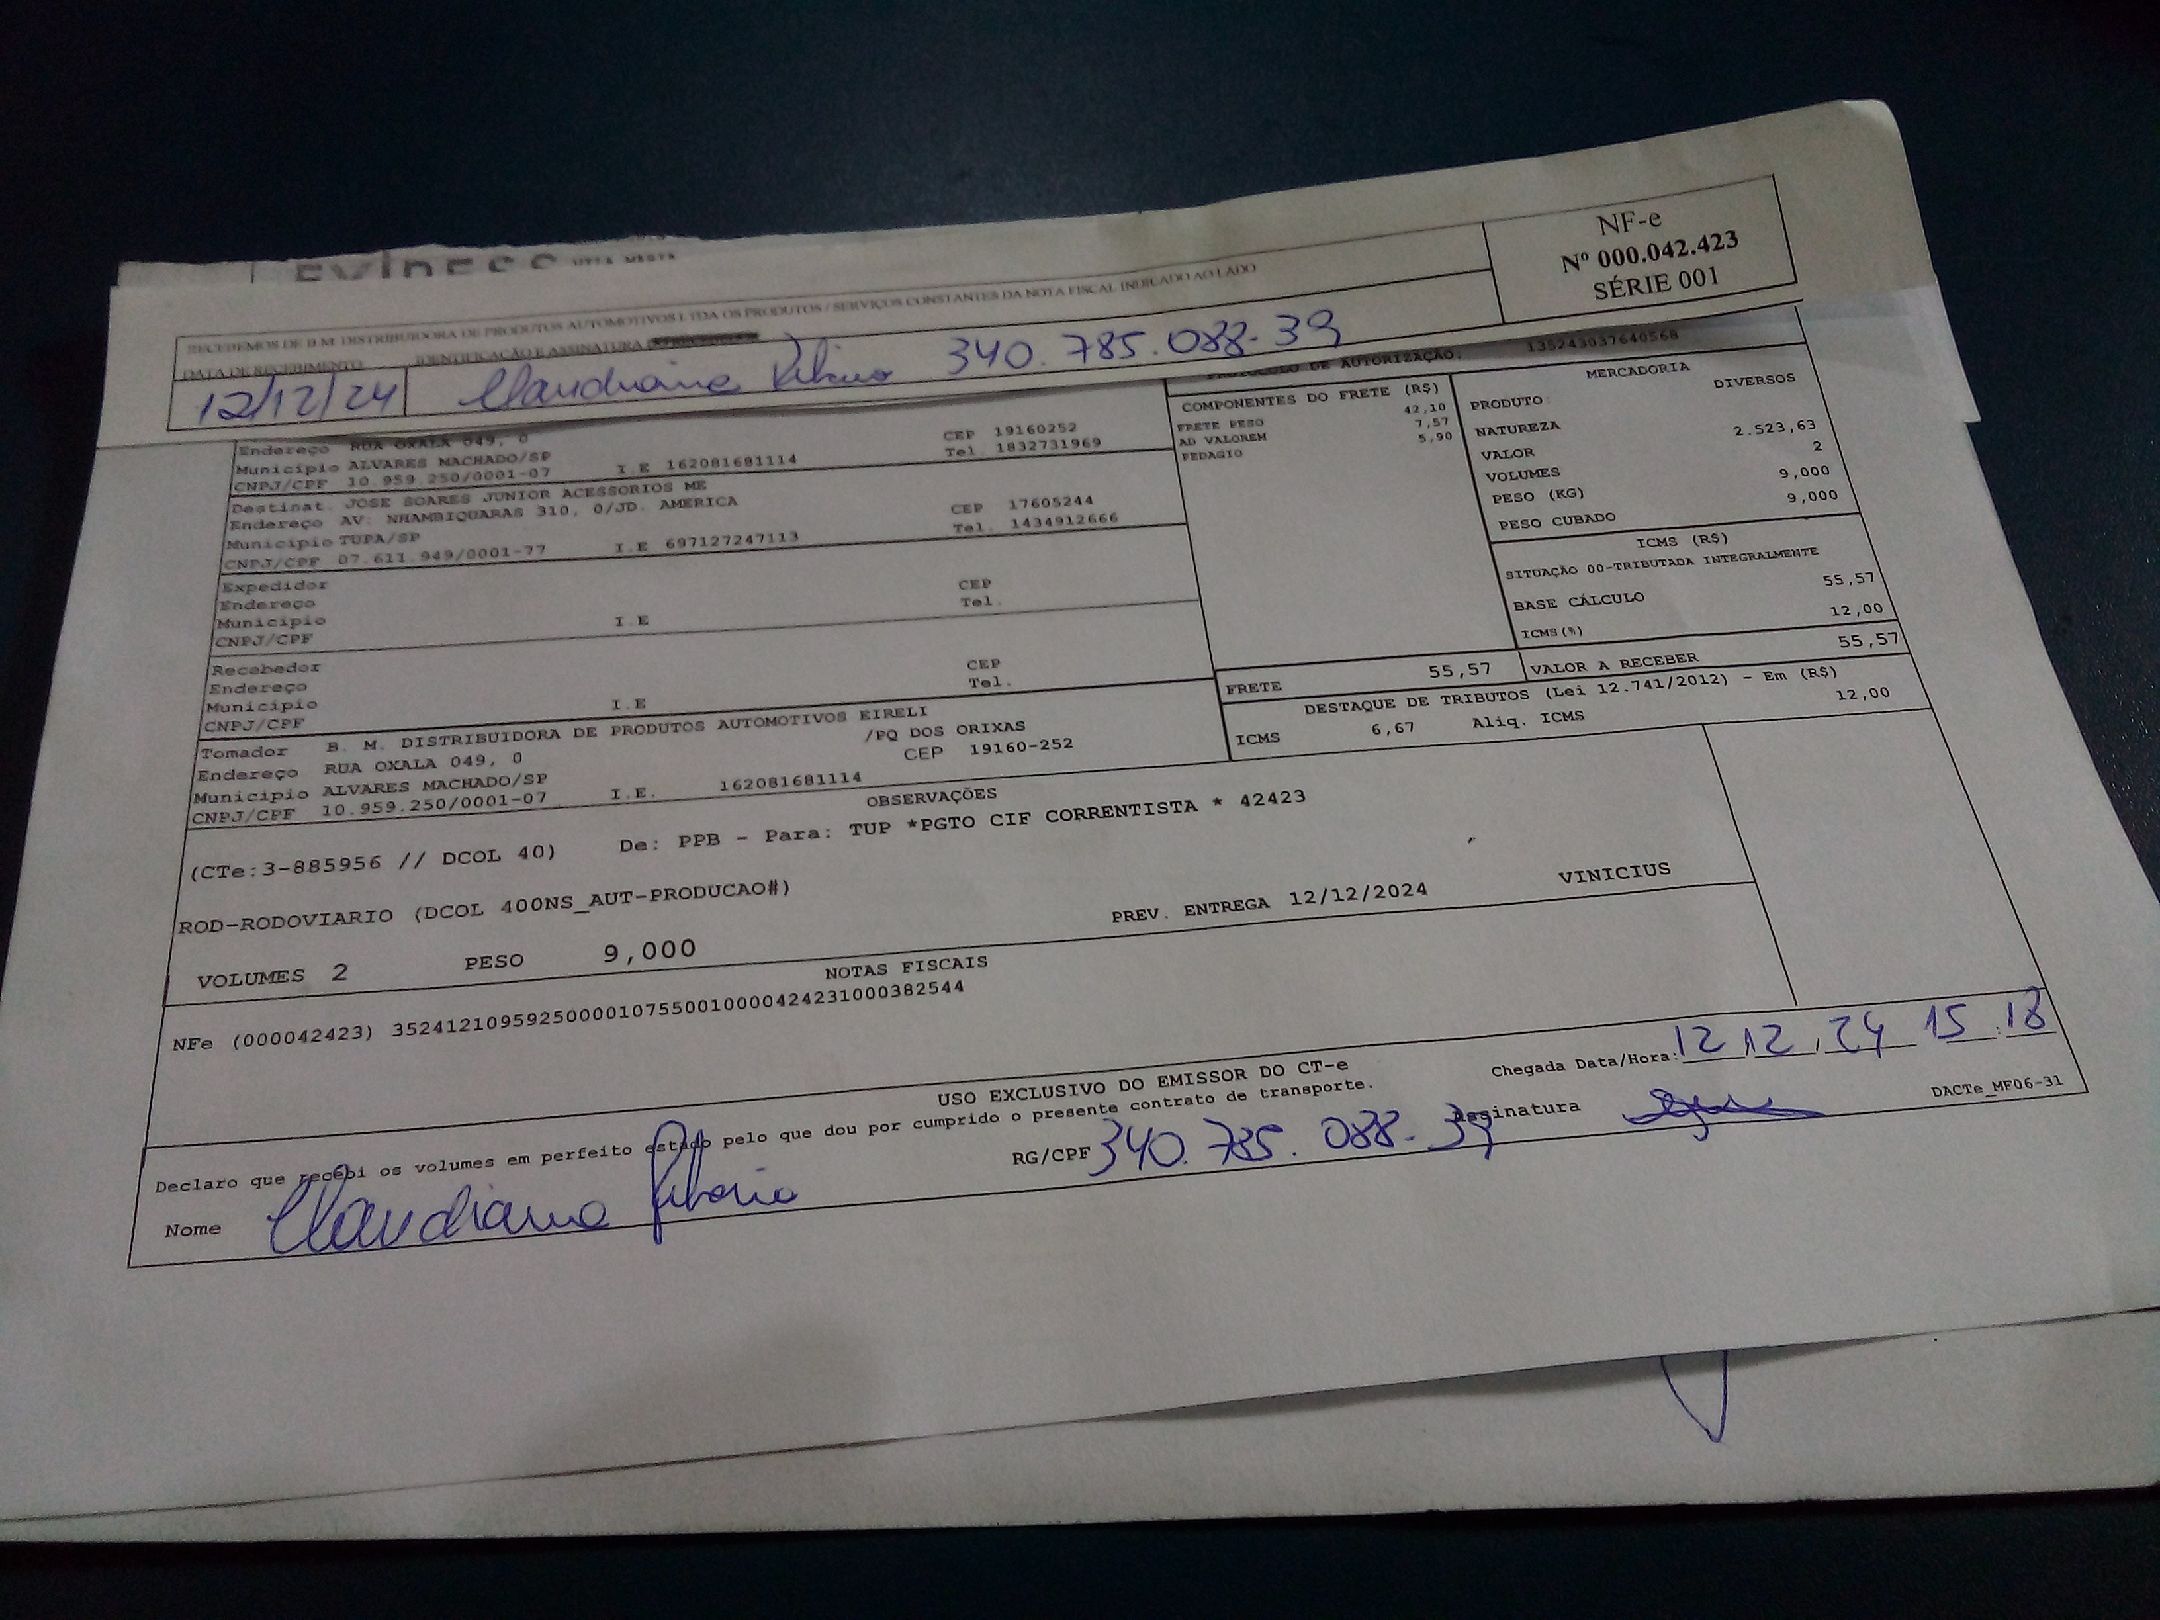 NF-e
Nº 000.042.423
SÉRIE 001
RECEBEMOS DE B.M. DISTRIBUIDORA DE PRODUTOS AUTOMOTIVOS LTDA OS PRODUTOS / SERVIÇOS CONSTANTES DA NOTA FISCAL INDICADO AO LADO
DATA DE RECEBIMENTO IDENTIFICAÇÃO E ASSINATURA
12/12/24 Claudiana 340.785.088-39
PROTOCOLO DE AUTORIZAÇÃO: 135243037640568
Endereço RUA OXALA 049, 0 CEP 19160252
Município ALVARES MACHADO/SP Tel. 1832731969
CNPJ/CPF 10.959.250/0001-07 I.E 162081681114
Destinat. JOSE SOARES JUNIOR ACESSORIOS ME
Endereço AV: NHAMBIQUARAS 310, 0/JD. AMERICA CEP 17605244
Município TUPA/SP Tel. 1434912666
CNPJ/CPF 07.611.949/0001-77 I.E 697127247113
Expedidor
Endereço CEP
Município Tel.
CNPJ/CPF I.E
Recebedor
Endereço CEP
Município Tel.
CNPJ/CPF I.E
Tomador B. M. DISTRIBUIDORA DE PRODUTOS AUTOMOTIVOS EIRELI
Endereço RUA OXALA 049, 0 /PQ DOS ORIXAS
Município ALVARES MACHADO/SP CEP 19160-252
CNPJ/CPF 10.959.250/0001-07 I.E. 162081681114
COMPONENTES DO FRETE (R$)
FRETE PESO 42,10
AD VALOREM 7,57
PEDAGIO 5,90
MERCADORIA
PRODUTO: DIVERSOS
NATUREZA
VALOR 2.523,63
VOLUMES 2
PESO (KG) 9,000
PESO CUBADO 9,000
ICMS (R$)
SITUAÇÃO 00-TRIBUTADA INTEGRALMENTE
BASE CÁLCULO 55,57
ICMS(%) 12,00
FRETE 55,57 VALOR A RECEBER 55,57
DESTAQUE DE TRIBUTOS (Lei 12.741/2012) - Em (R$)
ICMS 6,67 Aliq. ICMS 12,00
OBSERVAÇÕES
(CTe:3-885956 // DCOL 40) De: PPB - Para: TUP *PGTO CIF CORRENTISTA * 42423
ROD-RODOVIARIO (DCOL 400NS_AUT-PRODUCAO#)
PREV. ENTREGA 12/12/2024 VINICIUS
VOLUMES 2 PESO 9,000
NOTAS FISCAIS
NFe (000042423) 35241210959250000107550010000424231000382544
USO EXCLUSIVO DO EMISSOR DO CT-e
Chegada Data/Hora: 12 12 24 15:18
Declaro que recebi os volumes em perfeito estado pelo que dou por cumprido o presente contrato de transporte.
Nome Claudiana RG/CPF 340.785.088-39 Assinatura
DACTe_MF06-31